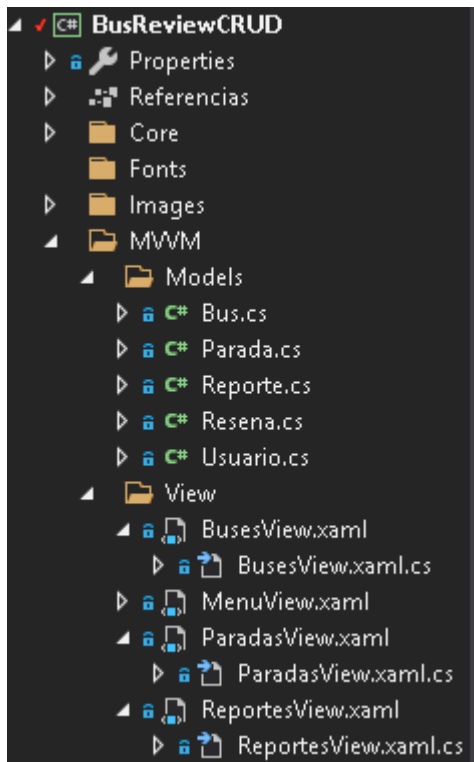 C# BusReviewCRUD
Properties
Referencias
Core
Fonts
Images
MVVM
Models
C# Bus.cs
C# Parada.cs
C# Reporte.cs
C# Resena.cs
C# Usuario.cs
View
BusesView.xaml
BusesView.xaml.cs
MenuView.xaml
ParadasView.xaml
ParadasView.xaml.cs
ReportesView.xaml
ReportesView.xaml.cs